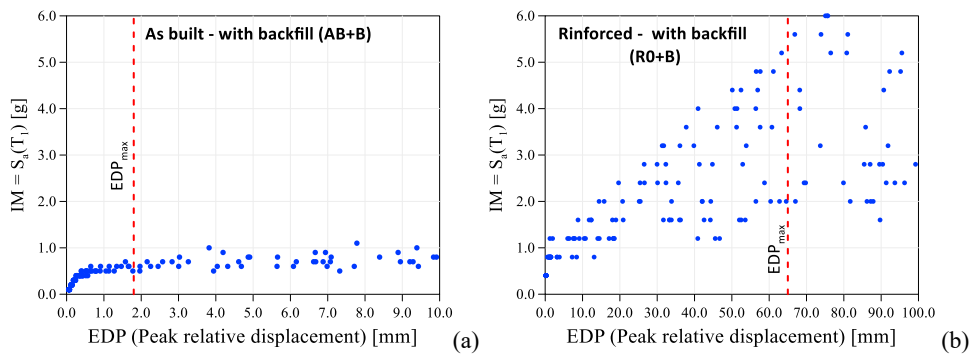 6.0
5.0
4.0
3.0
2.0
1.0
0.0
IM = Sa(T1) [g]
As built - with backfill (AB+B)
EDPmax
0.0 1.0 2.0 3.0 4.0 5.0 6.0 7.0 8.0 9.0 10.0
EDP (Peak relative displacement) [mm]
(a)
6.0
5.0
4.0
3.0
2.0
1.0
0.0
IM = Sa(T1) [g]
Rinforced - with backfill
(R0+B)
EDPmax
0.0 10.0 20.0 30.0 40.0 50.0 60.0 70.0 80.0 90.0 100.0
EDP (Peak relative displacement) [mm]
(b)